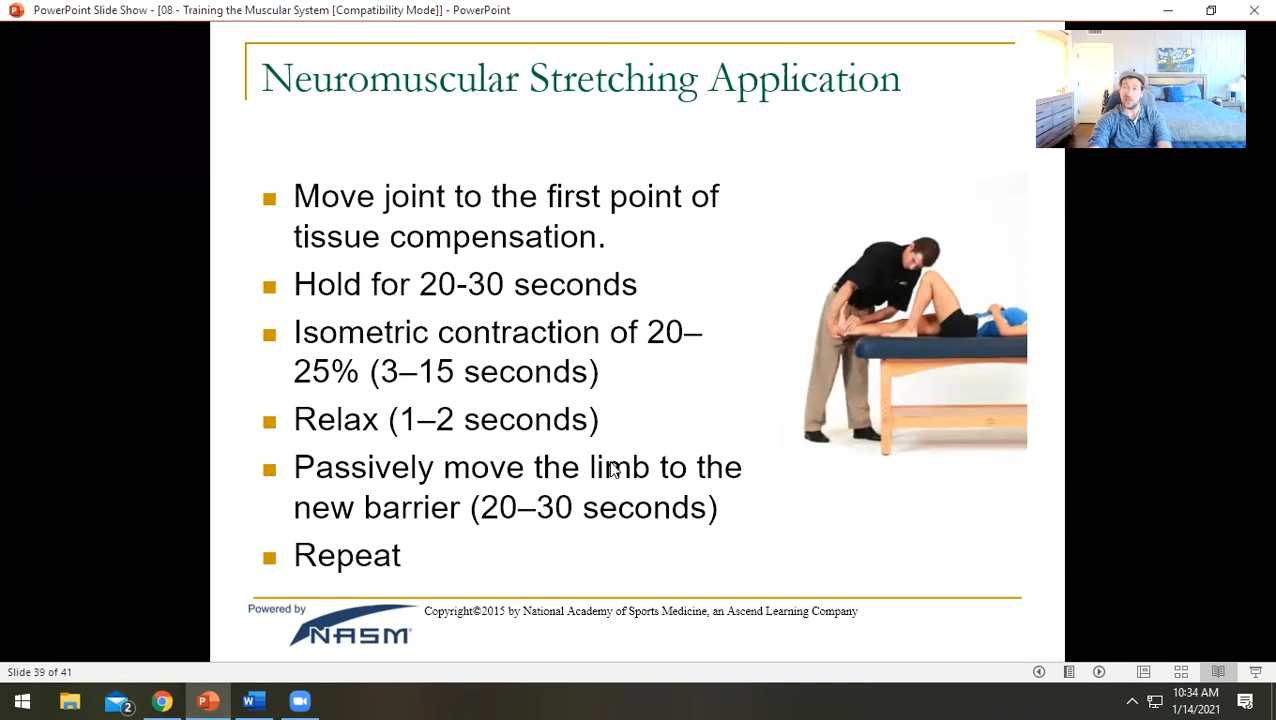 PowerPoint Slide Show - [08 - Training the Muscular System [Compatibility Mode]] - PowerPoint
Neuromuscular Stretching Application
Move joint to the first point of
tissue compensation.
Hold for 20-30 seconds
Isometric contraction of 20–
25% (3–15 seconds)
Relax (1–2 seconds)
Passively move the limb to the
new barrier (20–30 seconds)
Repeat
Powered by
NASM
Copyright©2015 by National Academy of Sports Medicine, an Ascend Learning Company
Slide 39 of 41
2
10:34 AM
1/14/2021